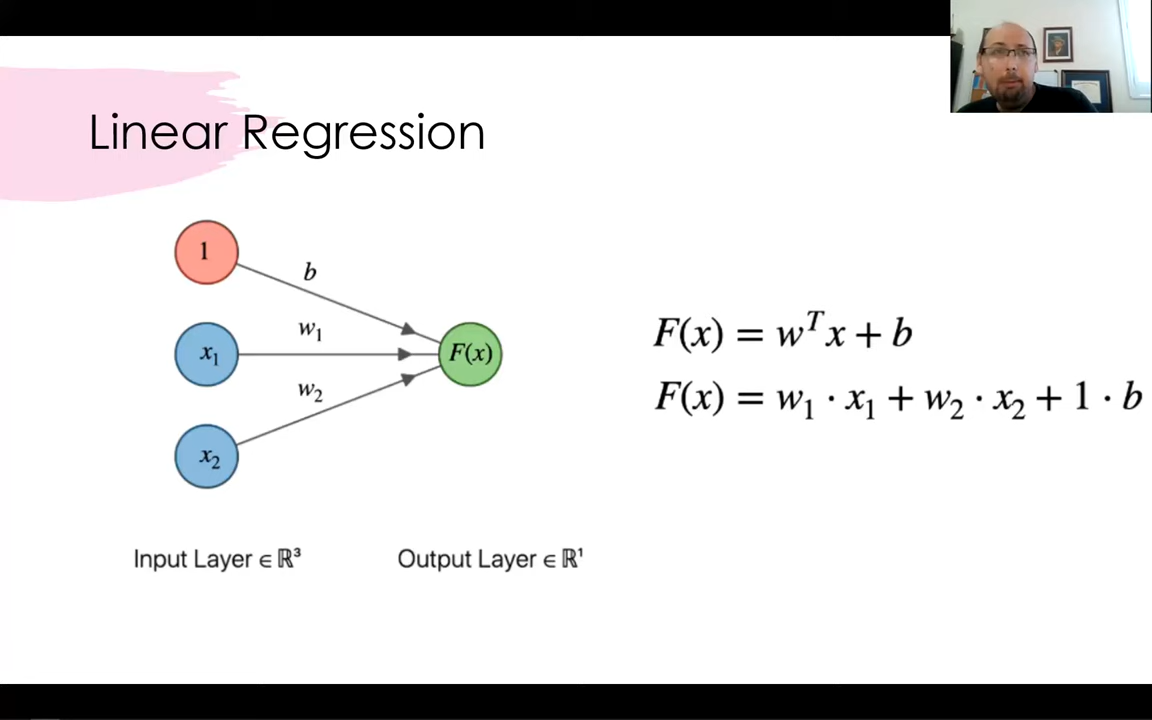 Linear Regression
1
b
w₁
x₁
F(x)
w₂
x₂
F(x) = wᵀx + b
F(x) = w₁ · x₁ + w₂ · x₂ + 1 · b
Input Layer ∈ ℝ³
Output Layer ∈ ℝ¹